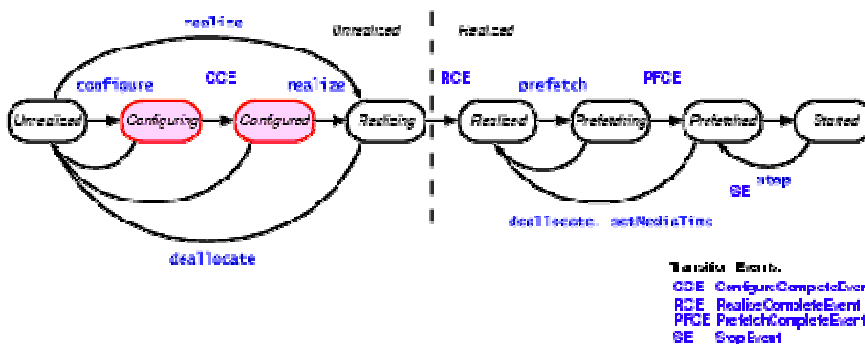 realize
Unrealized
Realized
configure
CCE
realize
RCE
prefetch
PFCE
Unrealized
Configuring
Configured
Realizing
Realized
Prefetching
Prefetched
Started
SE
stop
deallocate, setMediaTime
deallocate
Transition Events:
CCE ConfigureCompleteEven
RCE RealizeCompleteEvent
PFCE PrefetchCompleteEvent
SE StopEvent